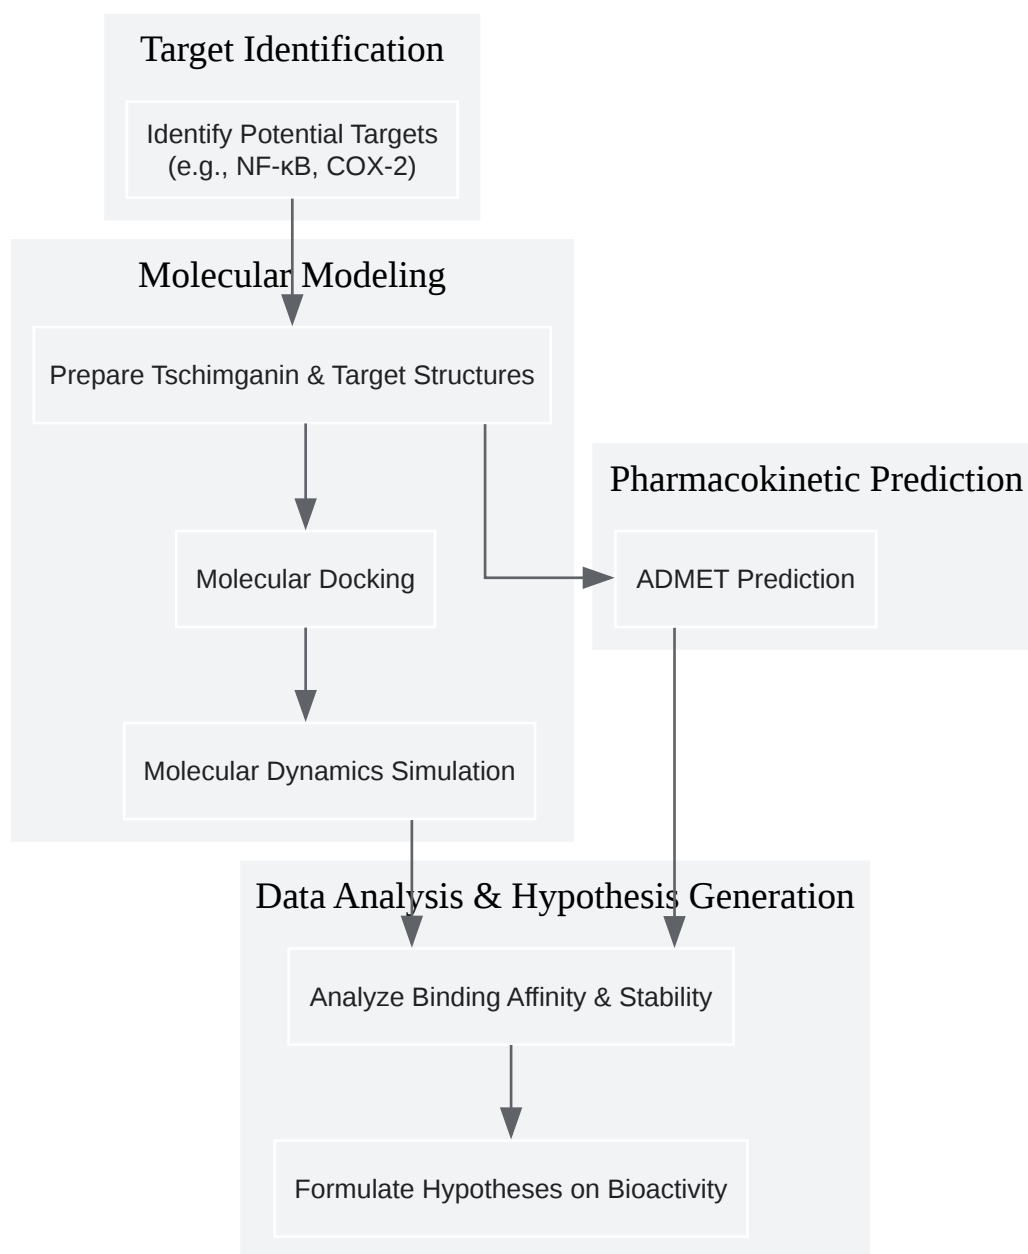 Target Identification
Identify Potential Targets
(e.g., NF-κB, COX-2)
Molecular Modeling
Prepare Tschimganin & Target Structures
Pharmacokinetic Prediction
Molecular Docking
ADMET Prediction
Molecular Dynamics Simulation
Data Analysis & Hypothesis Generation
Analyze Binding Affinity & Stability
Formulate Hypotheses on Bioactivity